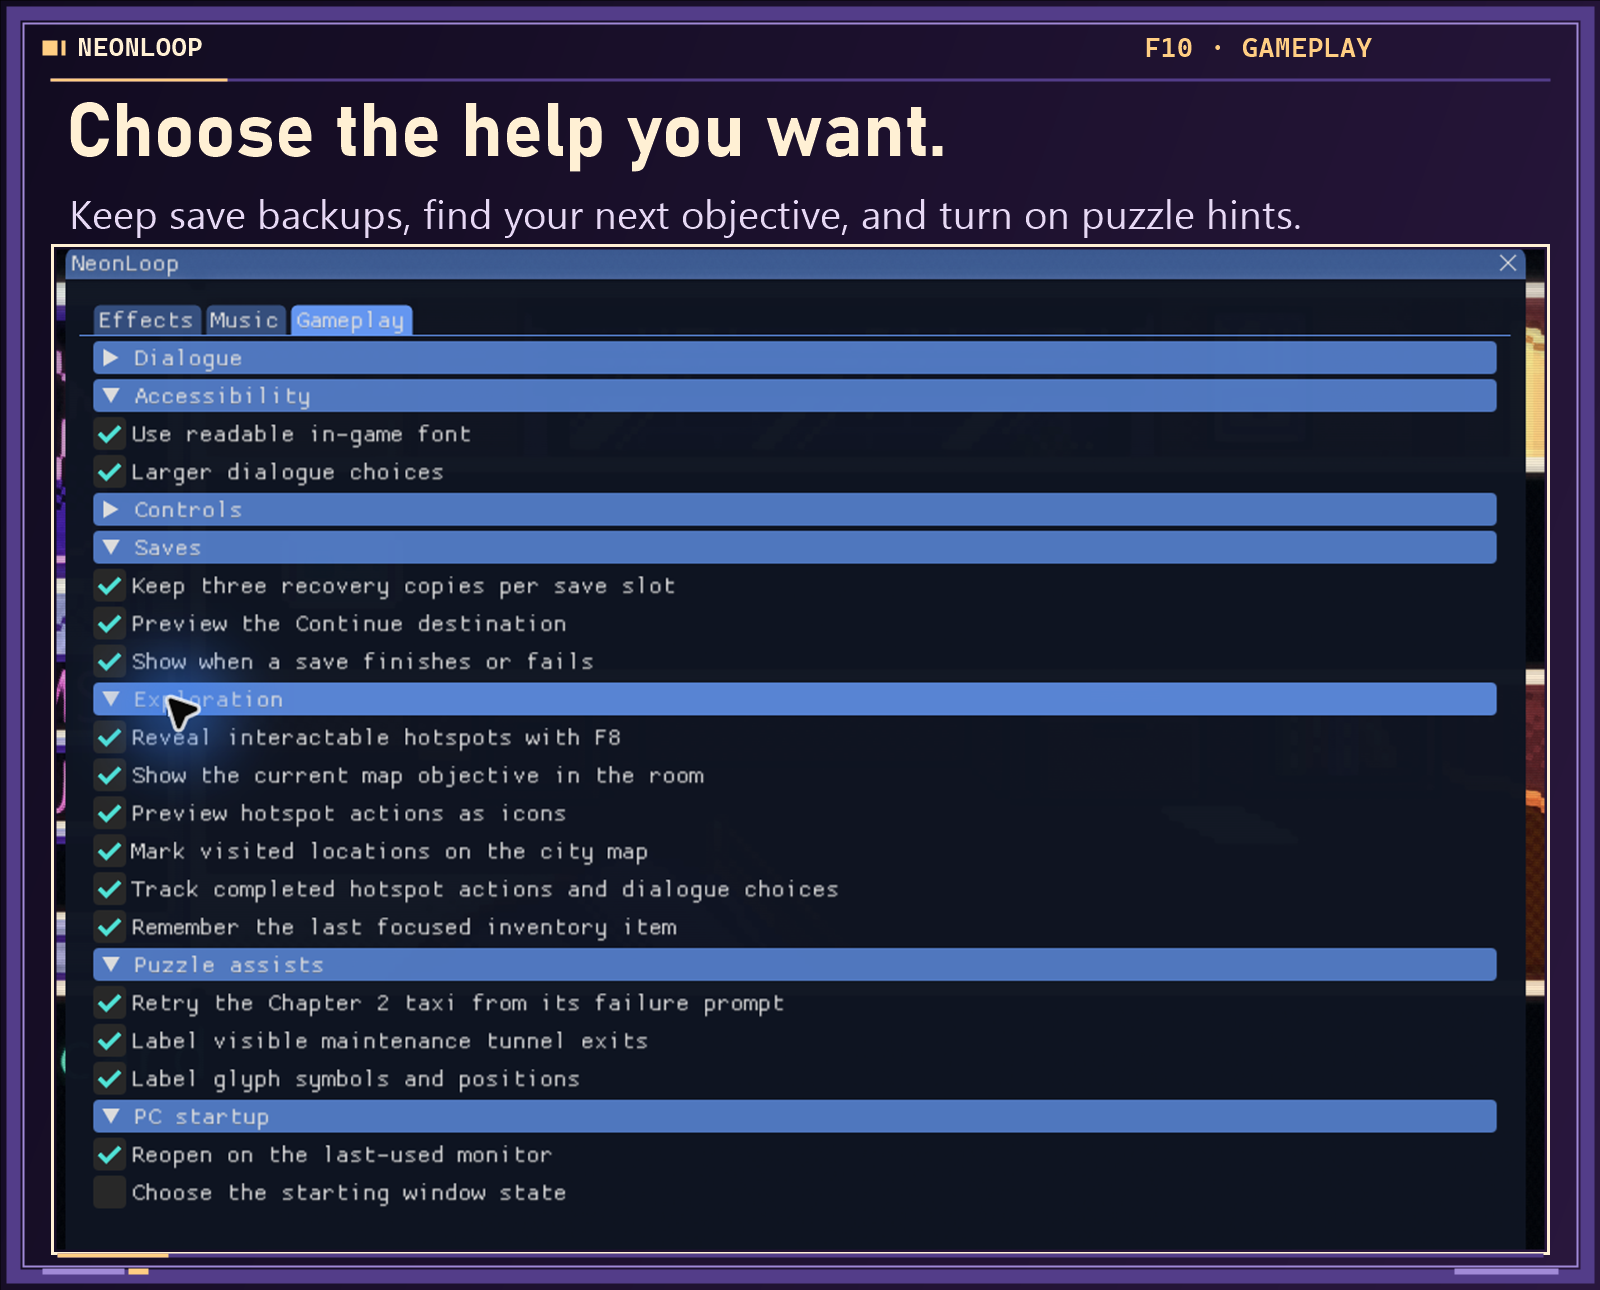 NEONLOOP
F10 · GAMEPLAY
Choose the help you want.
Keep save backups, find your next objective, and turn on puzzle hints.
NeonLoop
Effects Music Gameplay
Dialogue
Accessibility
Use readable in-game font
Larger dialogue choices
Controls
Saves
Keep three recovery copies per save slot
Preview the Continue destination
Show when a save finishes or fails
Exploration
Reveal interactable hotspots with F8
Show the current map objective in the room
Preview hotspot actions as icons
Mark visited locations on the city map
Track completed hotspot actions and dialogue choices
Remember the last focused inventory item
Puzzle assists
Retry the Chapter 2 taxi from its failure prompt
Label visible maintenance tunnel exits
Label glyph symbols and positions
PC startup
Reopen on the last-used monitor
Choose the starting window state